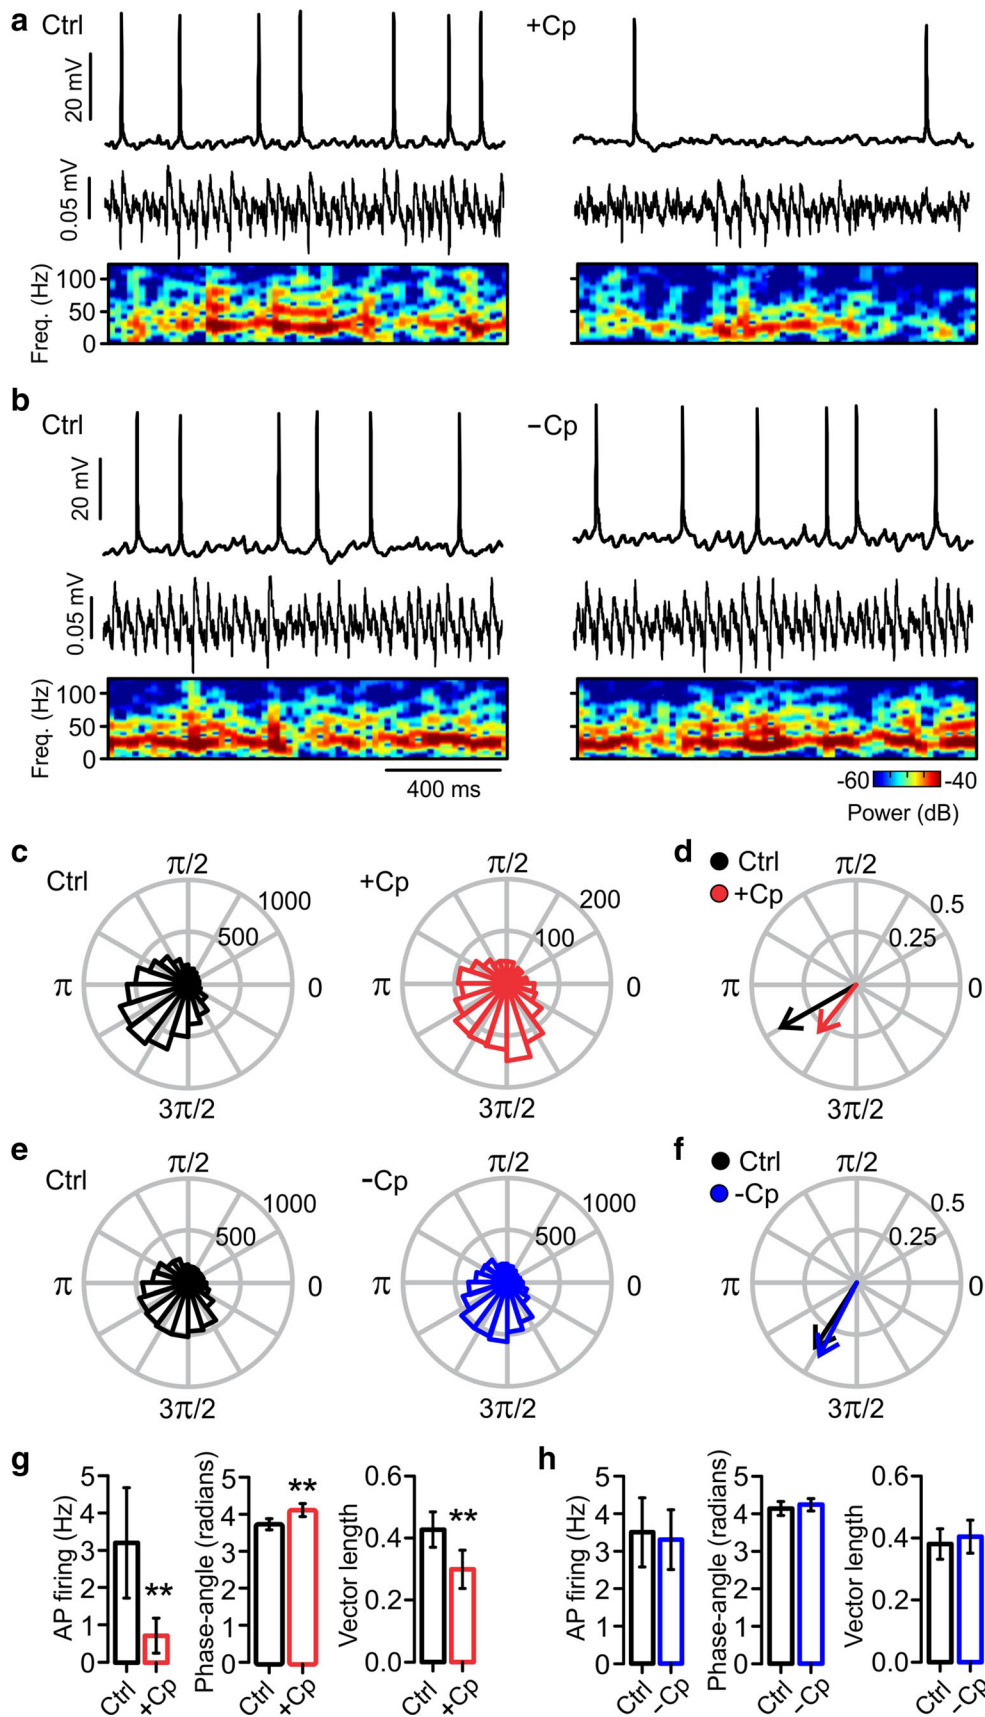 a Ctrl +Cp
20 mV
0.05 mV
Freq. (Hz)
100
50
0
b Ctrl −Cp
20 mV
0.05 mV
Freq. (Hz)
100
50
0
400 ms
-60 -40
Power (dB)
c Ctrl π/2 1000 500 π 0 3π/2
+Cp π/2 200 100 π 0 3π/2
d Ctrl +Cp π/2 0.5 0.25 π 0 3π/2
e Ctrl π/2 1000 500 π 0 3π/2
−Cp π/2 1000 500 π 0 3π/2
f Ctrl -Cp π/2 0.5 0.25 π 0 3π/2
g
AP firing (Hz)
5
4
3
2
1
0
**
Ctrl +Cp
Phase-angle (radians)
5
4
3
2
1
0
**
Ctrl +Cp
Vector length
0.6
0.4
0.2
0.0
**
Ctrl +Cp
h
AP firing (Hz)
5
4
3
2
1
0
Ctrl −Cp
Phase-angle (radians)
5
4
3
2
1
0
Ctrl −Cp
Vector length
0.6
0.4
0.2
0.0
Ctrl −Cp